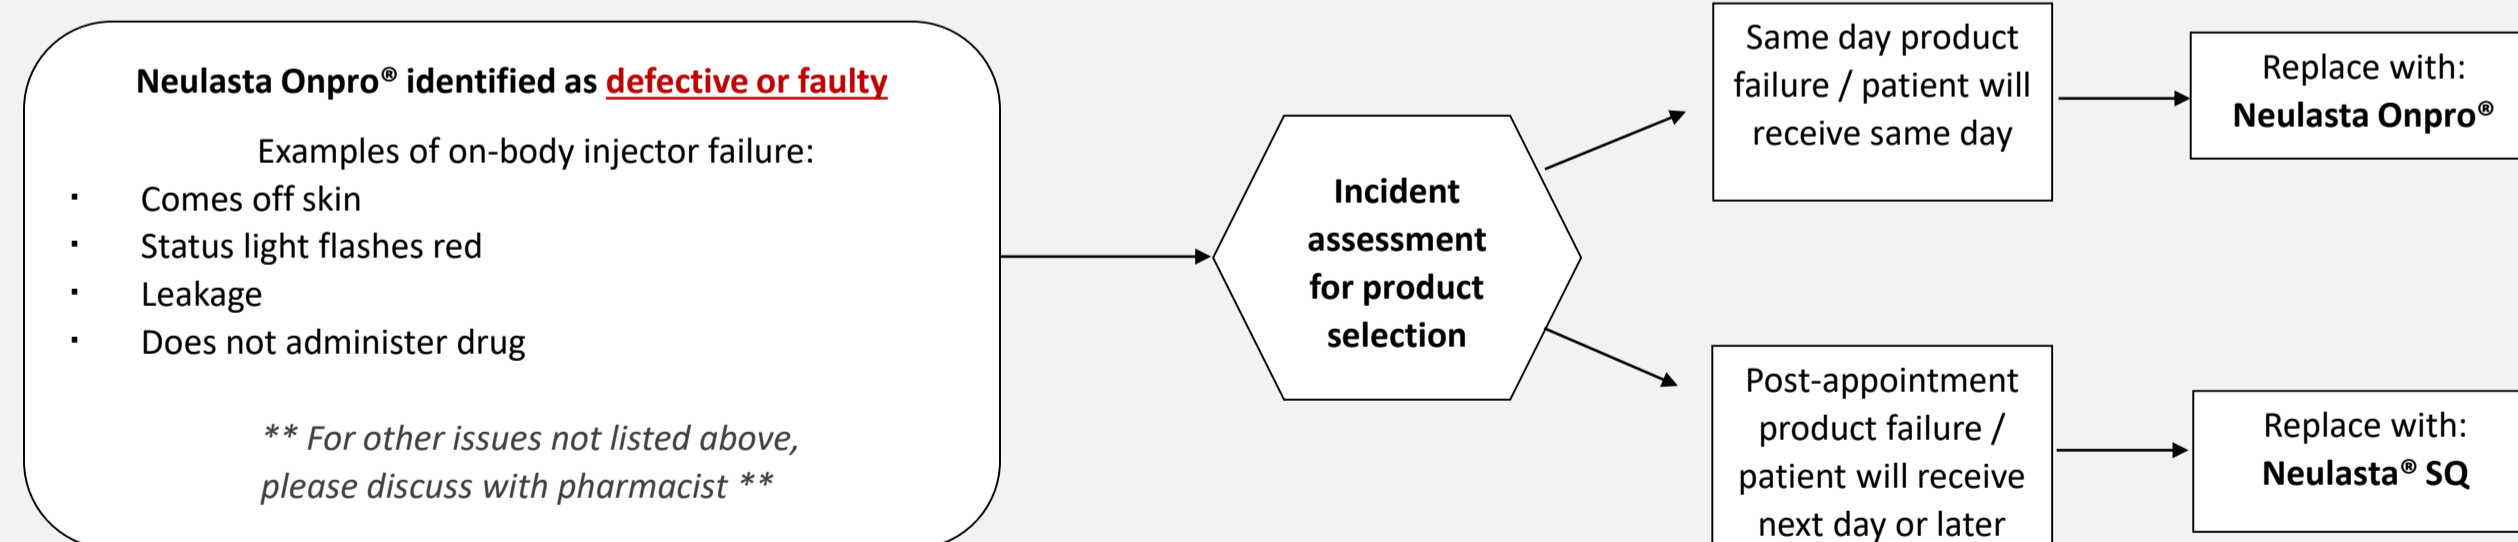 Neulasta Onpro® identified as defective or faulty
Examples of on-body injector failure:
▪ Comes off skin
▪ Status light flashes red
▪ Leakage
▪ Does not administer drug
** For other issues not listed above,
please discuss with pharmacist **
Incident
assessment
for product
selection
Same day product
failure / patient will
receive same day
Replace with:
Neulasta Onpro®
Post-appointment
product failure /
patient will receive
next day or later
Replace with:
Neulasta® SQ